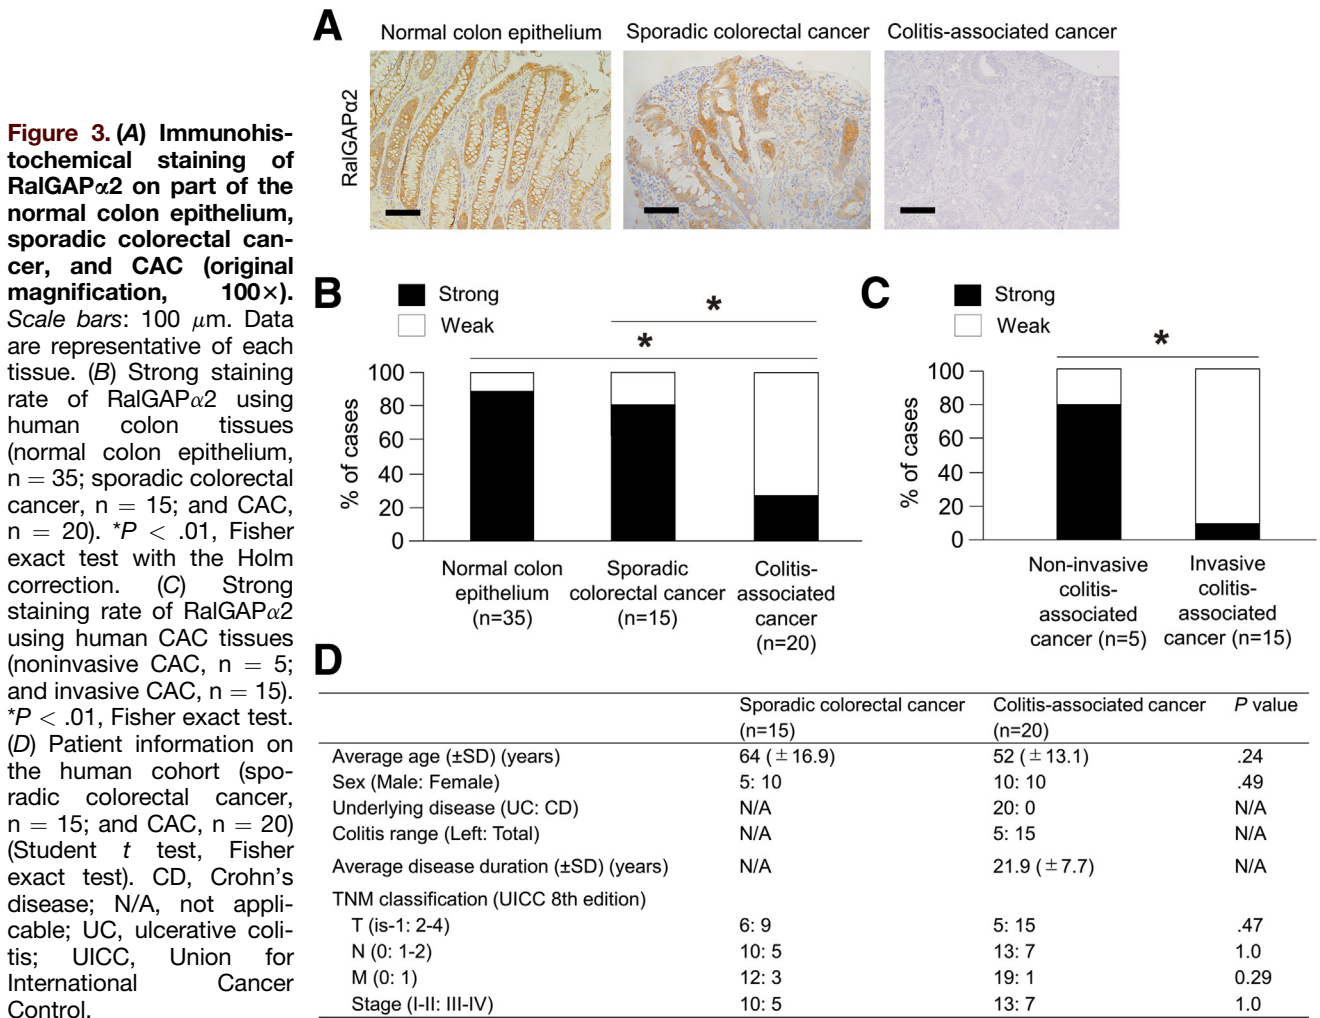 Figure 3. (A) Immunohis-
tochemical staining of
RalGAPα2 on part of the
normal colon epithelium,
sporadic colorectal can-
cer, and CAC (original
magnification, 100×).
Scale bars: 100 μm. Data
are representative of each
tissue. (B) Strong staining
rate of RalGAPα2 using
human colon tissues
(normal colon epithelium,
n = 35; sporadic colorectal
cancer, n = 15; and CAC,
n = 20). *P < .01, Fisher
exact test with the Holm
correction. (C) Strong
staining rate of RalGAPα2
using human CAC tissues
(noninvasive CAC, n = 5;
and invasive CAC, n = 15).
*P < .01, Fisher exact test.
(D) Patient information on
the human cohort (spo-
radic colorectal cancer,
n = 15; and CAC, n = 20)
(Student t test, Fisher
exact test). CD, Crohn's
disease; N/A, not appli-
cable; UC, ulcerative coli-
tis; UICC, Union for
International Cancer
Control.
A
Normal colon epithelium Sporadic colorectal cancer Colitis-associated cancer
RalGAPα2
B
Strong
Weak
*
*
% of cases
100
80
60
40
20
0
Normal colon
epithelium
(n=35)
Sporadic
colorectal cancer
(n=15)
Colitis-
associated
cancer
(n=20)
C
Strong
Weak
*
% of cases
100
80
60
40
20
0
Non-invasive
colitis-
associated
cancer (n=5)
Invasive
colitis-
associated
cancer (n=15)
D
Sporadic colorectal cancer (n=15) Colitis-associated cancer (n=20) P value
Average age (±SD) (years) 64 (±16.9) 52 (±13.1) .24
Sex (Male: Female) 5: 10 10: 10 .49
Underlying disease (UC: CD) N/A 20: 0 N/A
Colitis range (Left: Total) N/A 5: 15 N/A
Average disease duration (±SD) (years) N/A 21.9 (±7.7) N/A
TNM classification (UICC 8th edition)
T (is-1: 2-4) 6: 9 5: 15 .47
N (0: 1-2) 10: 5 13: 7 1.0
M (0: 1) 12: 3 19: 1 0.29
Stage (I-II: III-IV) 10: 5 13: 7 1.0